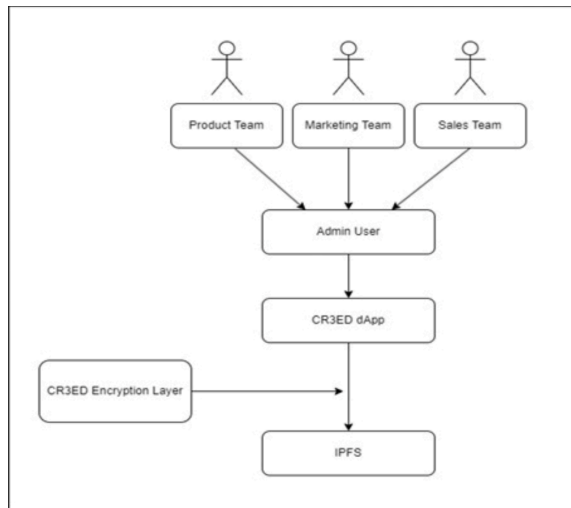 Product Team
Marketing Team
Sales Team
Admin User
CR3ED dApp
CR3ED Encryption Layer
IPFS